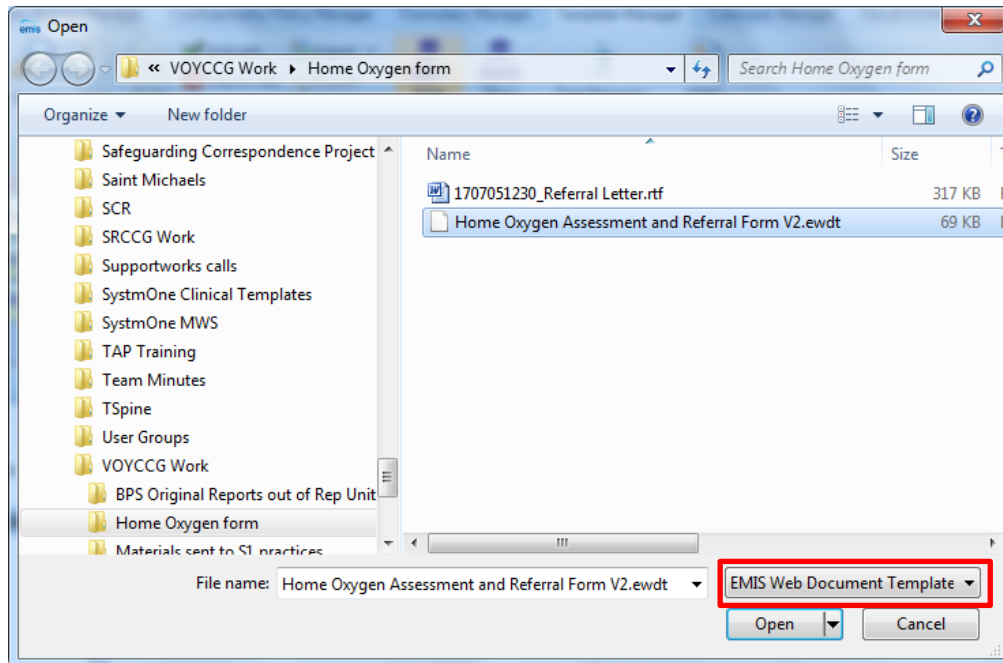 emis Open
« VOYCCG Work ▸ Home Oxygen form
Search Home Oxygen form
Organize
New folder
Safeguarding Correspondence Project
Saint Michaels
SCR
SRCCG Work
Supportworks calls
SystmOne Clinical Templates
SystmOne MWS
TAP Training
Team Minutes
TSpine
User Groups
VOYCCG Work
BPS Original Reports out of Rep Unit
Home Oxygen form
Materials sent to S1 practices
Name Size
1707051230_Referral Letter.rtf 317 KB
Home Oxygen Assessment and Referral Form V2.ewdt 69 KB
File name: Home Oxygen Assessment and Referral Form V2.ewdt
EMIS Web Document Template
Open
Cancel